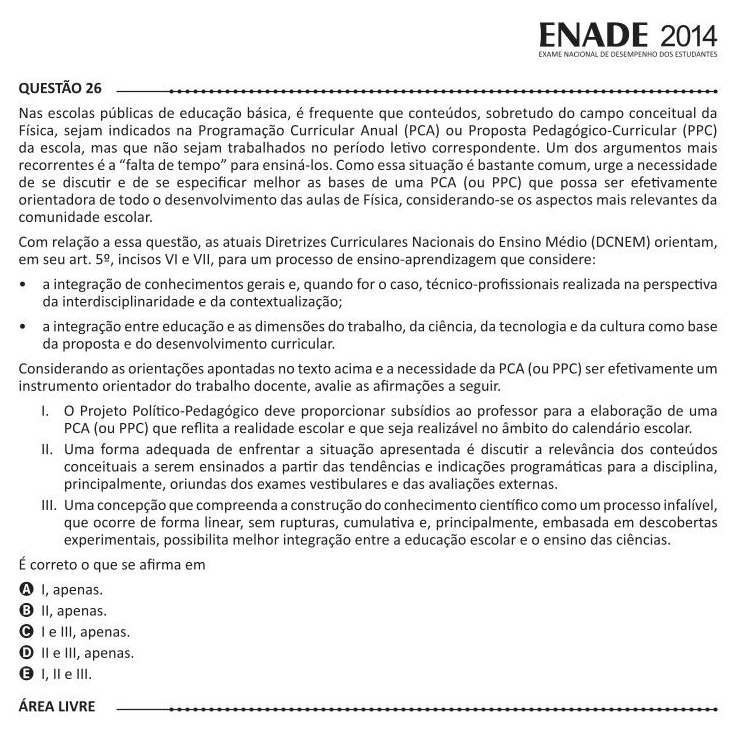 ENADE 2014
EXAME NACIONAL DE DESEMPENHO DOS ESTUDANTES
QUESTÃO 26
Nas escolas públicas de educação básica, é frequente que conteúdos, sobretudo do campo conceitual da
Física, sejam indicados na Programação Curricular Anual (PCA) ou Proposta Pedagógico-Curricular (PPC)
da escola, mas que não sejam trabalhados no período letivo correspondente. Um dos argumentos mais
recorrentes é a “falta de tempo” para ensiná-los. Como essa situação é bastante comum, urge a necessidade
de se discutir e de se especificar melhor as bases de uma PCA (ou PPC) que possa ser efetivamente
orientadora de todo o desenvolvimento das aulas de Física, considerando-se os aspectos mais relevantes da
comunidade escolar.
Com relação a essa questão, as atuais Diretrizes Curriculares Nacionais do Ensino Médio (DCNEM) orientam,
em seu art. 5º, incisos VI e VII, para um processo de ensino-aprendizagem que considere:
• a integração de conhecimentos gerais e, quando for o caso, técnico-profissionais realizada na perspectiva
da interdisciplinaridade e da contextualização;
• a integração entre educação e as dimensões do trabalho, da ciência, da tecnologia e da cultura como base
da proposta e do desenvolvimento curricular.
Considerando as orientações apontadas no texto acima e a necessidade da PCA (ou PPC) ser efetivamente um
instrumento orientador do trabalho docente, avalie as afirmações a seguir.
I. O Projeto Político-Pedagógico deve proporcionar subsídios ao professor para a elaboração de uma
PCA (ou PPC) que reflita a realidade escolar e que seja realizável no âmbito do calendário escolar.
II. Uma forma adequada de enfrentar a situação apresentada é discutir a relevância dos conteúdos
conceituais a serem ensinados a partir das tendências e indicações programáticas para a disciplina,
principalmente, oriundas dos exames vestibulares e das avaliações externas.
III. Uma concepção que compreenda a construção do conhecimento científico como um processo infalível,
que ocorre de forma linear, sem rupturas, cumulativa e, principalmente, embasada em descobertas
experimentais, possibilita melhor integração entre a educação escolar e o ensino das ciências.
É correto o que se afirma em
A I, apenas.
B II, apenas.
C I e III, apenas.
D II e III, apenas.
E I, II e III.
ÁREA LIVRE